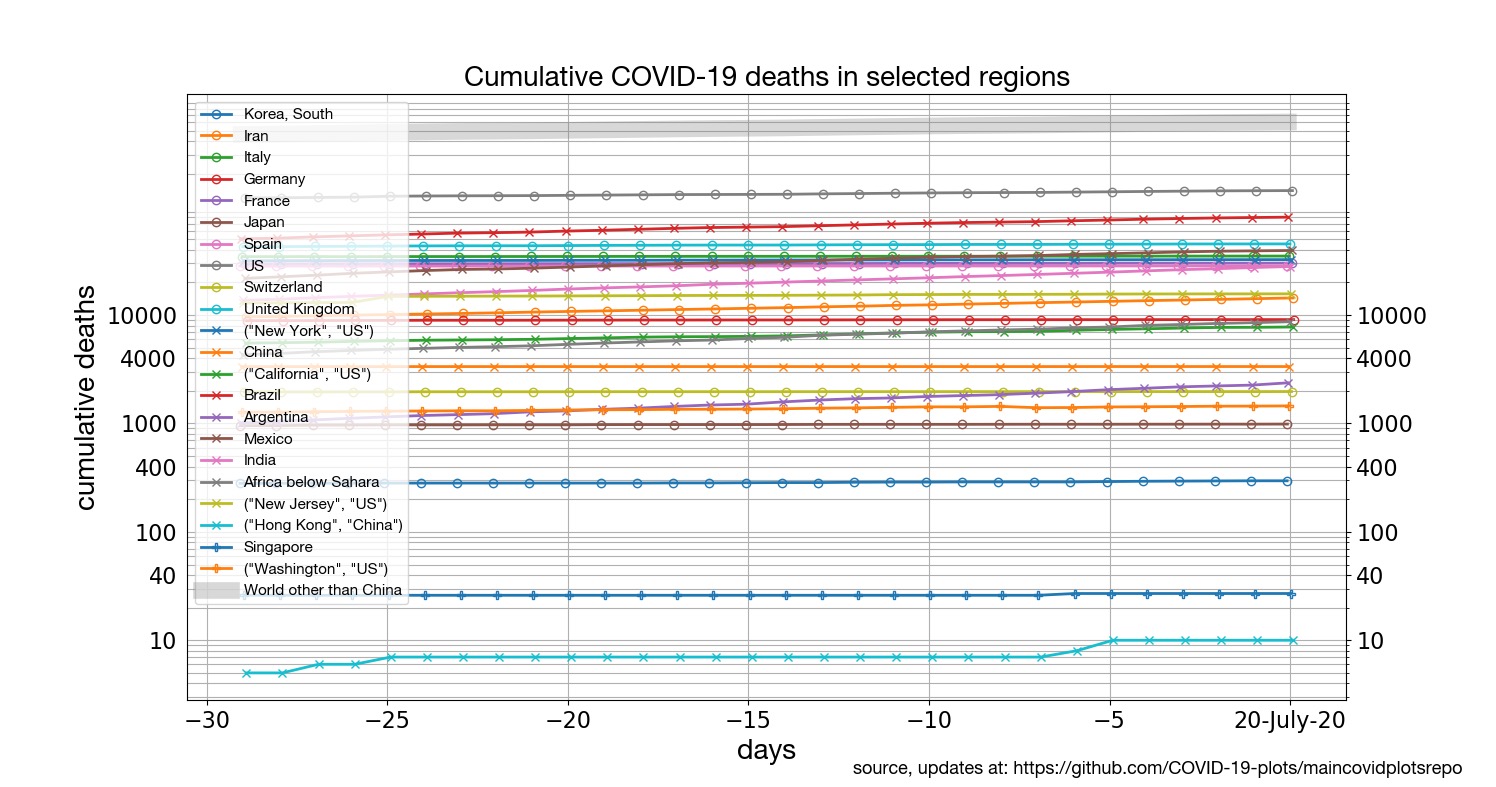 Cumulative COVID-19 deaths in selected regions
cumulative deaths
10000
4000
1000
400
100
40
10
Korea, South
Iran
Italy
Germany
France
Japan
Spain
US
Switzerland
United Kingdom
("New York", "US")
China
("California", "US")
Brazil
Argentina
Mexico
India
Africa below Sahara
("New Jersey", "US")
("Hong Kong", "China")
Singapore
("Washington", "US")
World other than China
10000
4000
1000
400
100
40
10
−30 −25 −20 −15 −10 −5 20-July-20
days
source, updates at: https://github.com/COVID-19-plots/maincovidplotsrepo